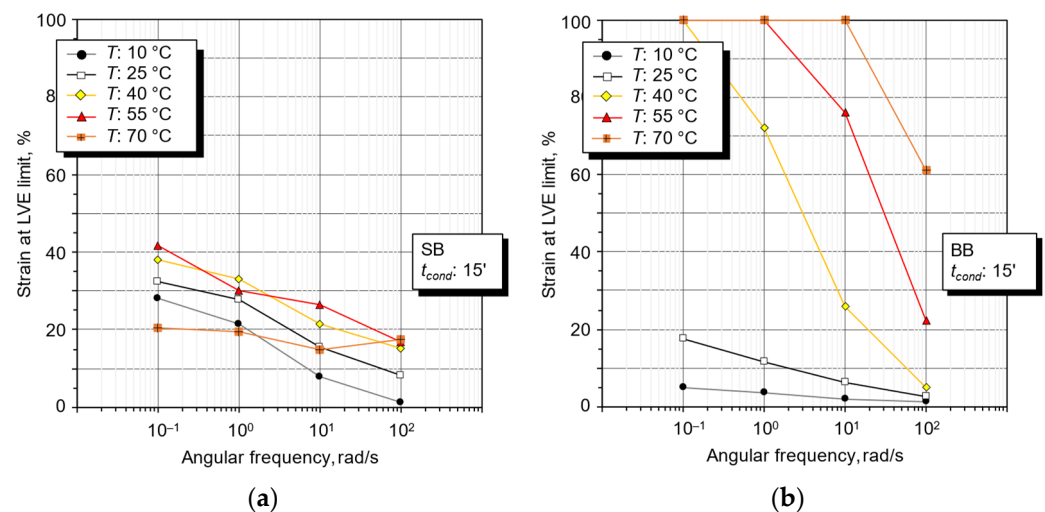 100
T: 10 °C
T: 25 °C
8
T: 40 °C
T: 55 °C
T: 70 °C
60
40
20
0
Strain at LVE limit, %
SB
tcond: 15'
10⁻¹ 10⁰ 10¹ 10²
Angular frequency, rad/s
(a)
100
T: 10 °C
T: 25 °C
8
T: 40 °C
T: 55 °C
T: 70 °C
60
40
20
0
Strain at LVE limit, %
BB
tcond: 15'
10⁻¹ 10⁰ 10¹ 10²
Angular frequency, rad/s
(b)